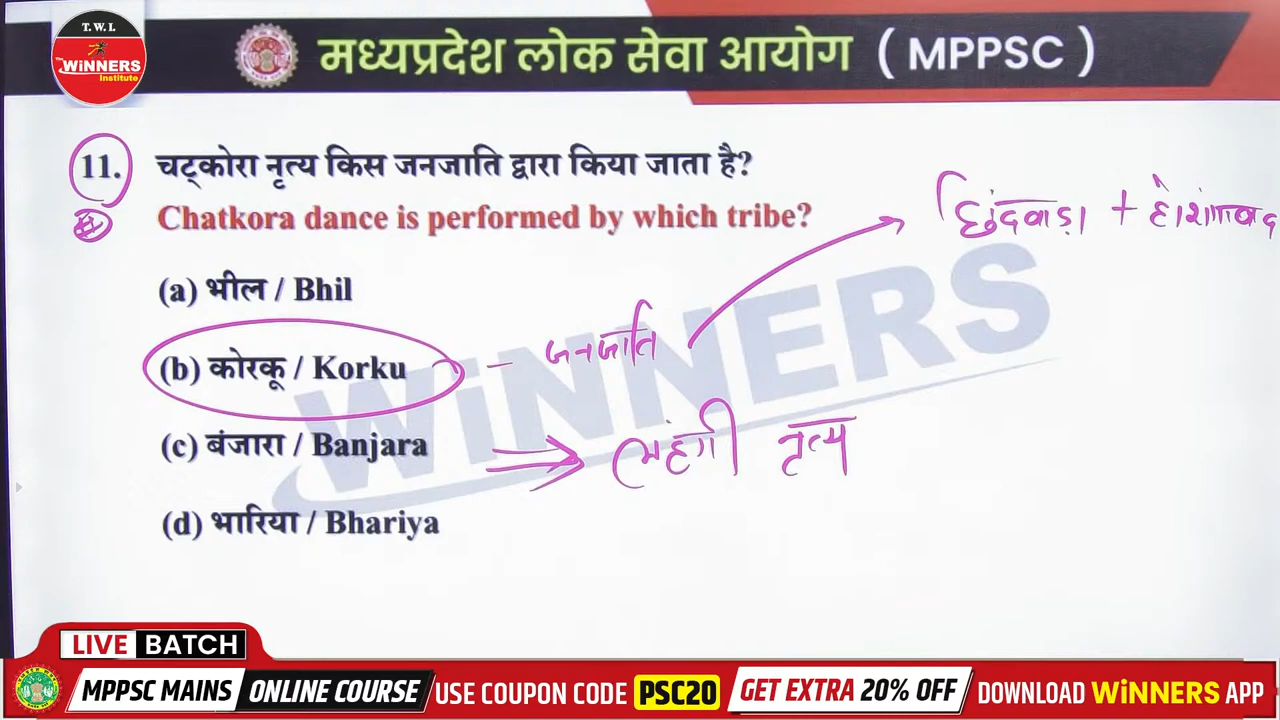 T. W. I.
The WiNNERS
Institute
मध्यप्रदेश लोक सेवा आयोग ( MPPSC )
11. चट्कोरा नृत्य किस जनजाति द्वारा किया जाता है?
Chatkora dance is performed by which tribe?
छिंदवाड़ा + होशंगाबाद
(a) भील / Bhil
(b) कोरकू / Korku – जनजाति
(c) बंजारा / Banjara
लहंगी नृत्य
(d) भारिया / Bhariya
WiNNERS
LIVE BATCH
MPPSC MAINS ONLINE COURSE USE COUPON CODE PSC20 GET EXTRA 20% OFF DOWNLOAD WiNNERS APP